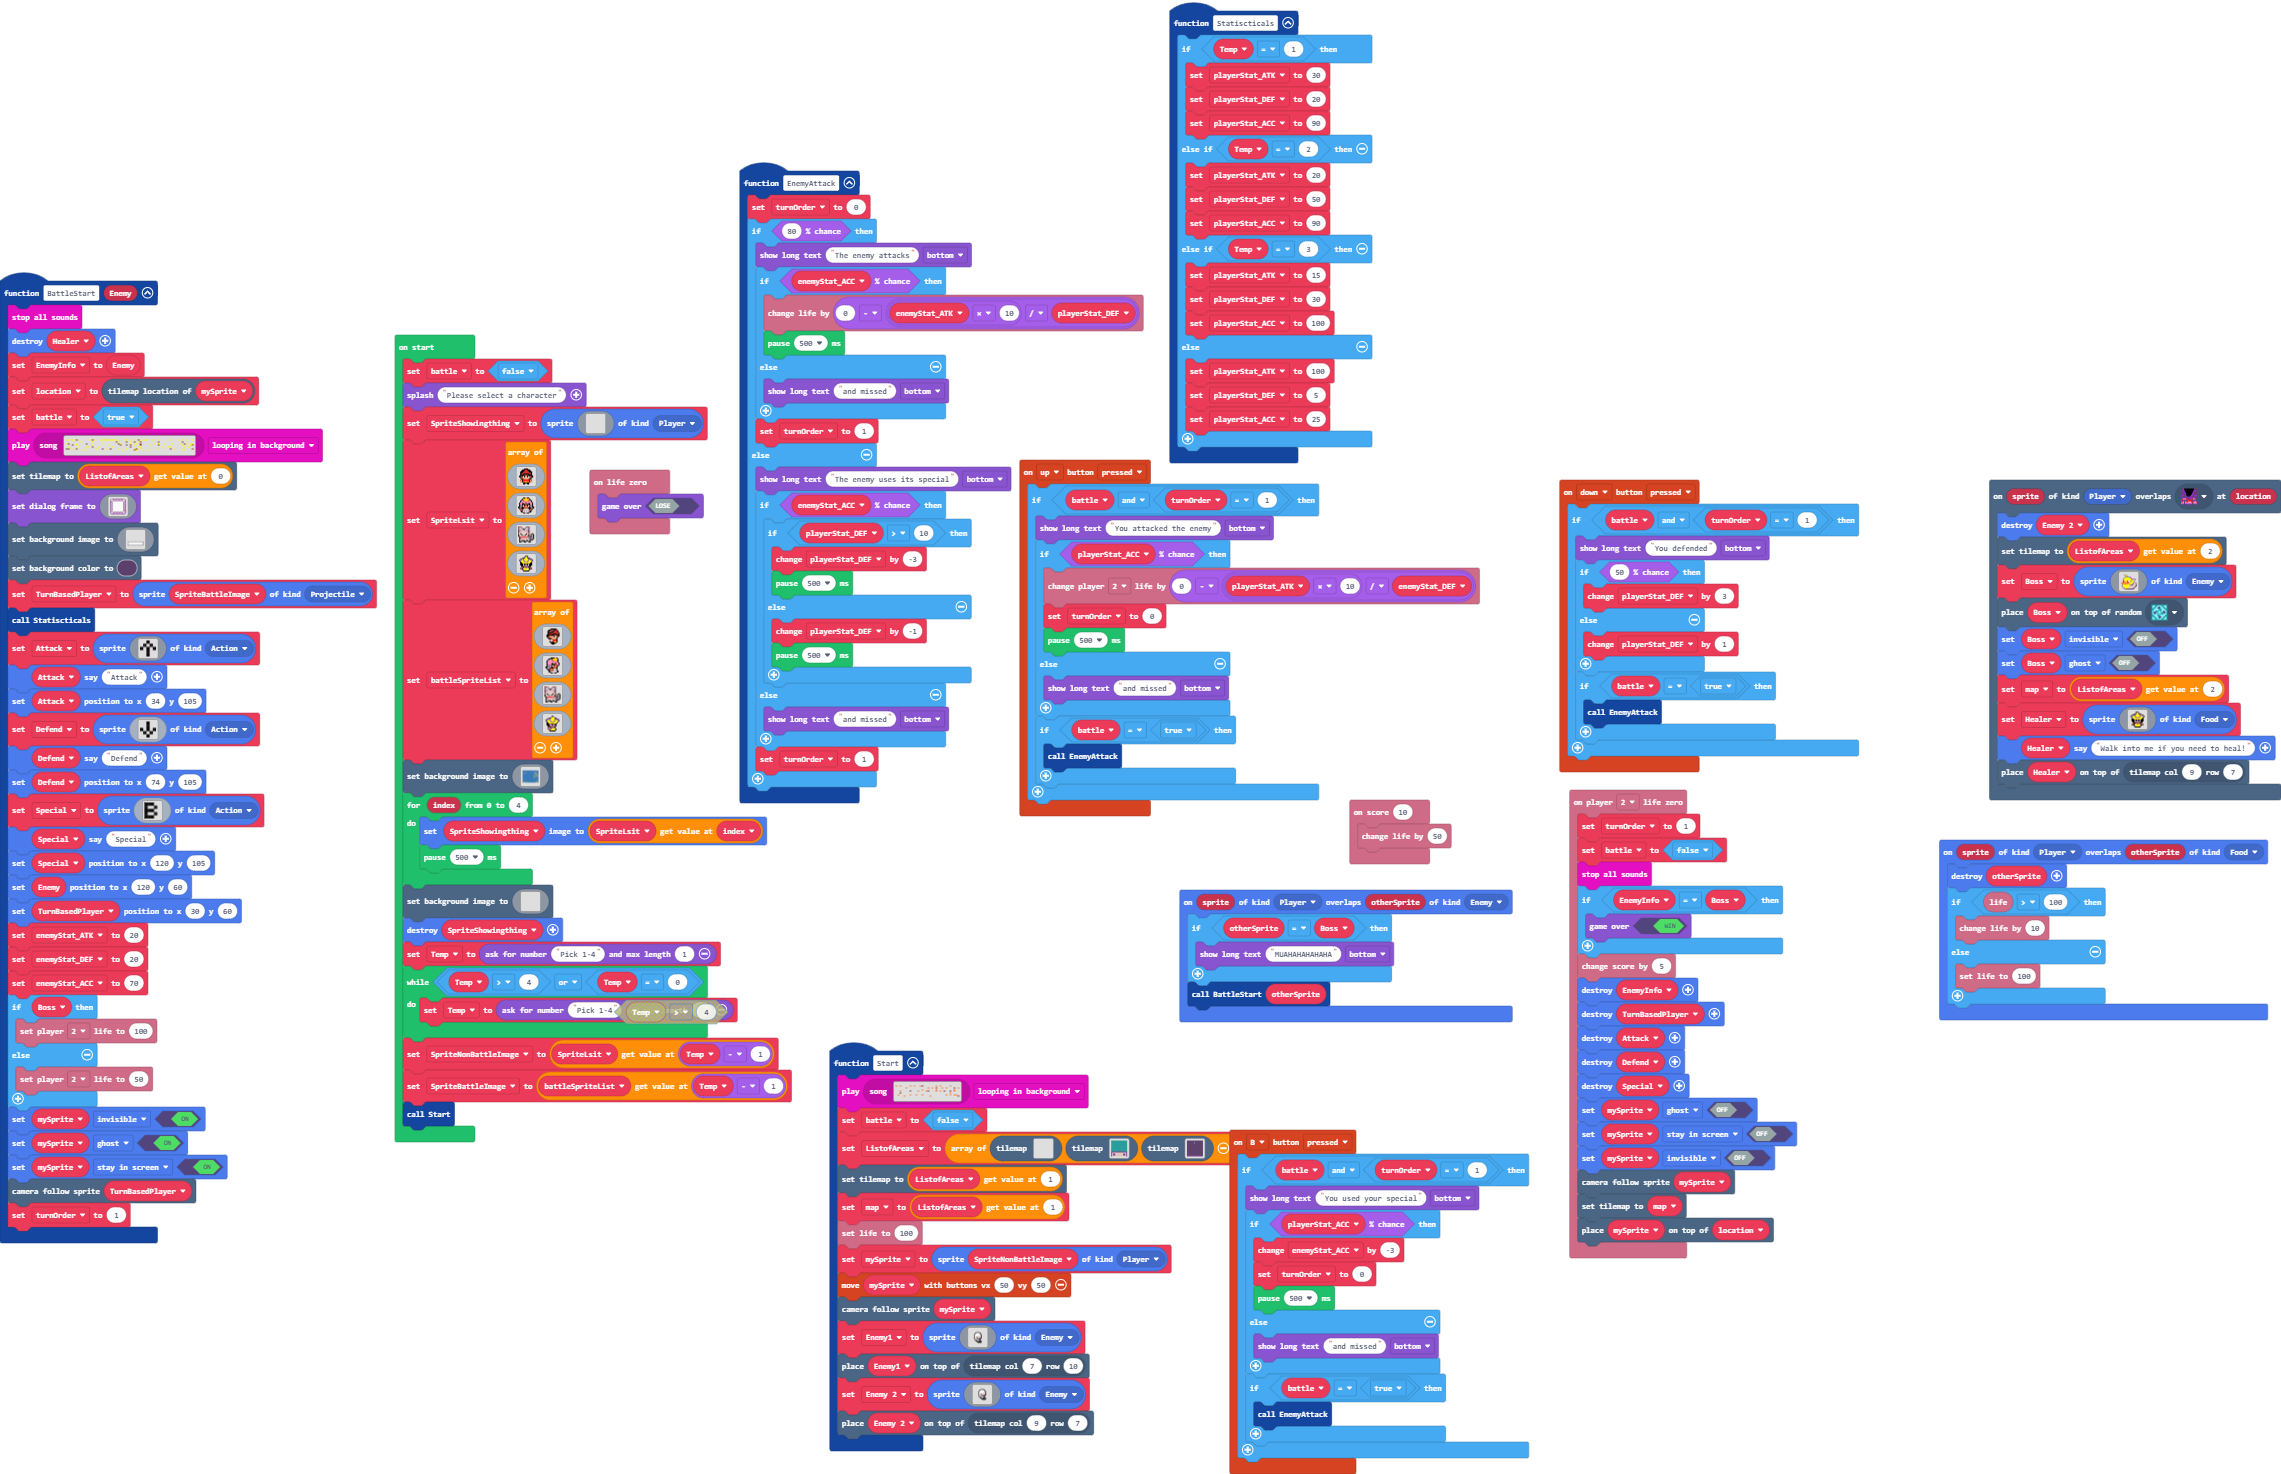 function BattleStart Enemy
stop all sounds
destroy Healer
set EnemyInfo to Enemy
set location to tilemap location of mySprite
set battle to true
play song looping in background
set tilemap to ListofAreas get value at 0
set dialog frame to
set background image to
set background color to
set TurnBasedPlayer to sprite SpriteBattleImage of kind Projectile
call Statiscticals
set Attack to sprite of kind Action
Attack say "Attack"
set Attack position to x 34 y 105
set Defend to sprite of kind Action
Defend say "Defend"
set Defend position to x 74 y 105
set Special to sprite of kind Action
Special say "Special"
set Special position to x 120 y 105
set Enemy position to x 120 y 60
set TurnBasedPlayer position to x 30 y 60
set enemyStat_ATK to 20
set enemyStat_DEF to 20
set enemyStat_ACC to 70
if Boss then
set player 2 life to 100
else
set player 2 life to 50
set mySprite invisible ON
set mySprite ghost ON
set mySprite stay in screen ON
camera follow sprite TurnBasedPlayer
set turnOrder to 1
on start
set battle to false
splash "Please select a character"
set SpriteShowingthing to sprite of kind Player
array of
set SpriteLsit to
array of
set battleSpriteList to
set background image to
for index from 0 to 4
do
set SpriteShowingthing image to SpriteLsit get value at index
pause 500 ms
set background image to
destroy SpriteShowingthing
set Temp to ask for number "Pick 1-4" and max length 1
while Temp > 4 or Temp = 0
do
set Temp to ask for number "Pick 1-4 Temp > 4
set SpriteNonBattleImage to SpriteLsit get value at Temp - 1
set SpriteBattleImage to battleSpriteList get value at Temp - 1
call Start
on life zero
game over LOSE
function EnemyAttack
set turnOrder to 0
if 80 % chance then
show long text "The enemy attacks" bottom
if enemyStat_ACC % chance then
change life by 0 - enemyStat_ATK × 10 / playerStat_DEF
pause 500 ms
else
show long text "and missed" bottom
set turnOrder to 1
else
show long text "The enemy uses its special" bottom
if enemyStat_ACC % chance then
if playerStat_DEF > 10 then
change playerStat_DEF by -3
pause 500 ms
else
change playerStat_DEF by -1
pause 500 ms
else
show long text "and missed" bottom
set turnOrder to 1
function Statiscticals
if Temp = 1 then
set playerStat_ATK to 30
set playerStat_DEF to 20
set playerStat_ACC to 90
else if Temp = 2 then
set playerStat_ATK to 20
set playerStat_DEF to 50
set playerStat_ACC to 90
else if Temp = 3 then
set playerStat_ATK to 15
set playerStat_DEF to 30
set playerStat_ACC to 100
else
set playerStat_ATK to 100
set playerStat_DEF to 5
set playerStat_ACC to 25
on up button pressed
if battle and turnOrder = 1 then
show long text "You attacked the enemy" bottom
if playerStat_ACC % chance then
change player 2 life by 0 - playerStat_ATK × 10 / enemyStat_DEF
set turnOrder to 0
pause 500 ms
else
show long text "and missed" bottom
if battle = true then
call EnemyAttack
on score 10
change life by 50
on sprite of kind Player overlaps otherSprite of kind Enemy
if otherSprite = Boss then
show long text "MUAHAHAHAHAHA" bottom
call BattleStart otherSprite
function Start
play song looping in background
set battle to false
set ListofAreas to array of tilemap tilemap tilemap
set tilemap to ListofAreas get value at 1
set map to ListofAreas get value at 1
set life to 100
set mySprite to sprite SpriteNonBattleImage of kind Player
move mySprite with buttons vx 50 vy 50
camera follow sprite mySprite
set Enemy1 to sprite of kind Enemy
place Enemy1 on top of tilemap col 7 row 10
set Enemy 2 to sprite of kind Enemy
place Enemy 2 on top of tilemap col 9 row 7
on B button pressed
if battle and turnOrder = 1 then
show long text "You used your special" bottom
if playerStat_ACC % chance then
change enemyStat_ACC by -3
set turnOrder to 0
pause 500 ms
else
show long text "and missed" bottom
if battle = true then
call EnemyAttack
on down button pressed
if battle and turnOrder = 1 then
show long text "You defended" bottom
if 50 % chance then
change playerStat_DEF by 3
else
change playerStat_DEF by 1
if battle = true then
call EnemyAttack
on player 2 life zero
set turnOrder to 1
set battle to false
stop all sounds
if EnemyInfo = Boss then
game over WIN
change score by 5
destroy EnemyInfo
destroy TurnBasedPlayer
destroy Attack
destroy Defend
destroy Special
set mySprite ghost OFF
set mySprite stay in screen OFF
set mySprite invisible OFF
camera follow sprite mySprite
set tilemap to map
place mySprite on top of location
on sprite of kind Player overlaps at location
destroy Enemy 2
set tilemap to ListofAreas get value at 2
set Boss to sprite of kind Enemy
place Boss on top of random
set Boss invisible OFF
set Boss ghost OFF
set map to ListofAreas get value at 2
set Healer to sprite of kind Food
Healer say "Walk into me if you need to heal!"
place Healer on top of tilemap col 9 row 7
on sprite of kind Player overlaps otherSprite of kind Food
destroy otherSprite
if life > 100 then
change life by 10
else
set life to 100